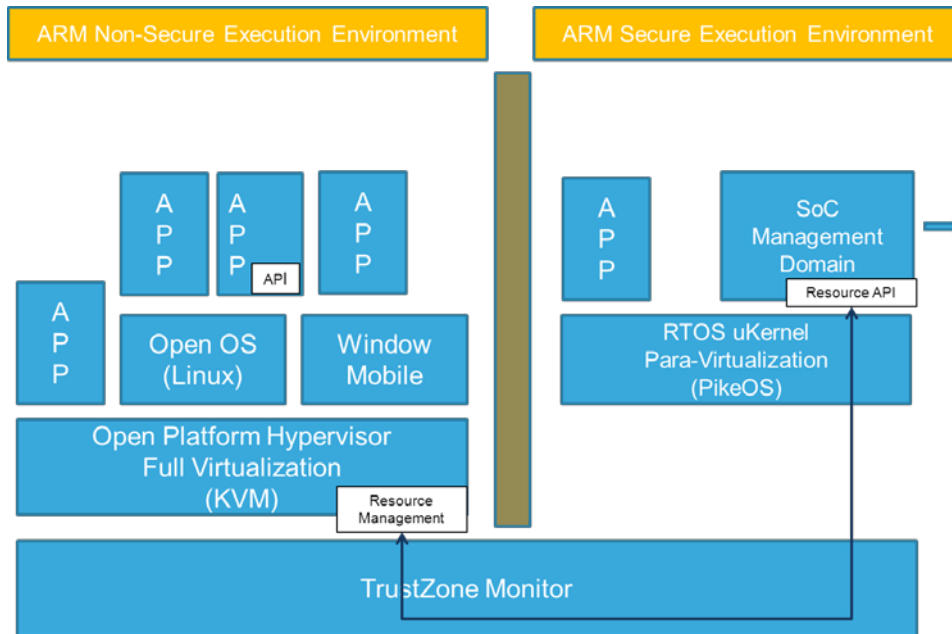 ARM Non-Secure Execution Environment
ARM Secure Execution Environment
A
P
P
A
P
P
API
A
P
P
A
P
P
SoC
Management
Domain
Resource API
A
P
P
Open OS
(Linux)
Window
Mobile
RTOS uKernel
Para-Virtualization
(PikeOS)
Open Platform Hypervisor
Full Virtualization
(KVM)
Resource
Management
TrustZone Monitor